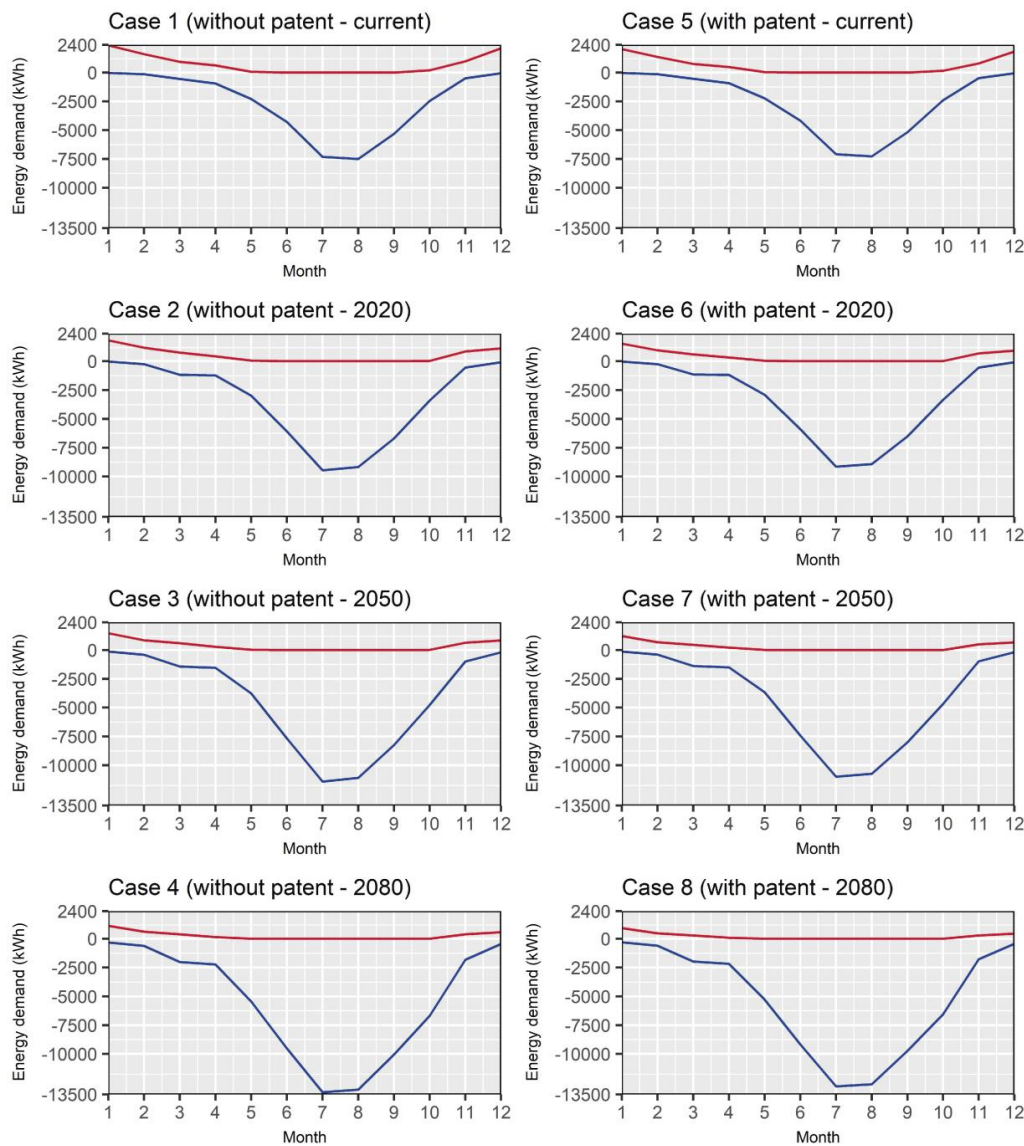 Case 1 (without patent - current)
Energy demand (kWh)
2400
0
-2500
-5000
-7500
-10000
-13500
1 2 3 4 5 6 7 8 9 10 11 12
Month
Case 5 (with patent - current)
Energy demand (kWh)
2400
0
-2500
-5000
-7500
-10000
-13500
1 2 3 4 5 6 7 8 9 10 11 12
Month
Case 2 (without patent - 2020)
Energy demand (kWh)
2400
0
-2500
-5000
-7500
-10000
-13500
1 2 3 4 5 6 7 8 9 10 11 12
Month
Case 6 (with patent - 2020)
Energy demand (kWh)
2400
0
-2500
-5000
-7500
-10000
-13500
1 2 3 4 5 6 7 8 9 10 11 12
Month
Case 3 (without patent - 2050)
Energy demand (kWh)
2400
0
-2500
-5000
-7500
-10000
-13500
1 2 3 4 5 6 7 8 9 10 11 12
Month
Case 7 (with patent - 2050)
Energy demand (kWh)
2400
0
-2500
-5000
-7500
-10000
-13500
1 2 3 4 5 6 7 8 9 10 11 12
Month
Case 4 (without patent - 2080)
Energy demand (kWh)
2400
0
-2500
-5000
-7500
-10000
-13500
1 2 3 4 5 6 7 8 9 10 11 12
Month
Case 8 (with patent - 2080)
Energy demand (kWh)
2400
0
-2500
-5000
-7500
-10000
-13500
1 2 3 4 5 6 7 8 9 10 11 12
Month